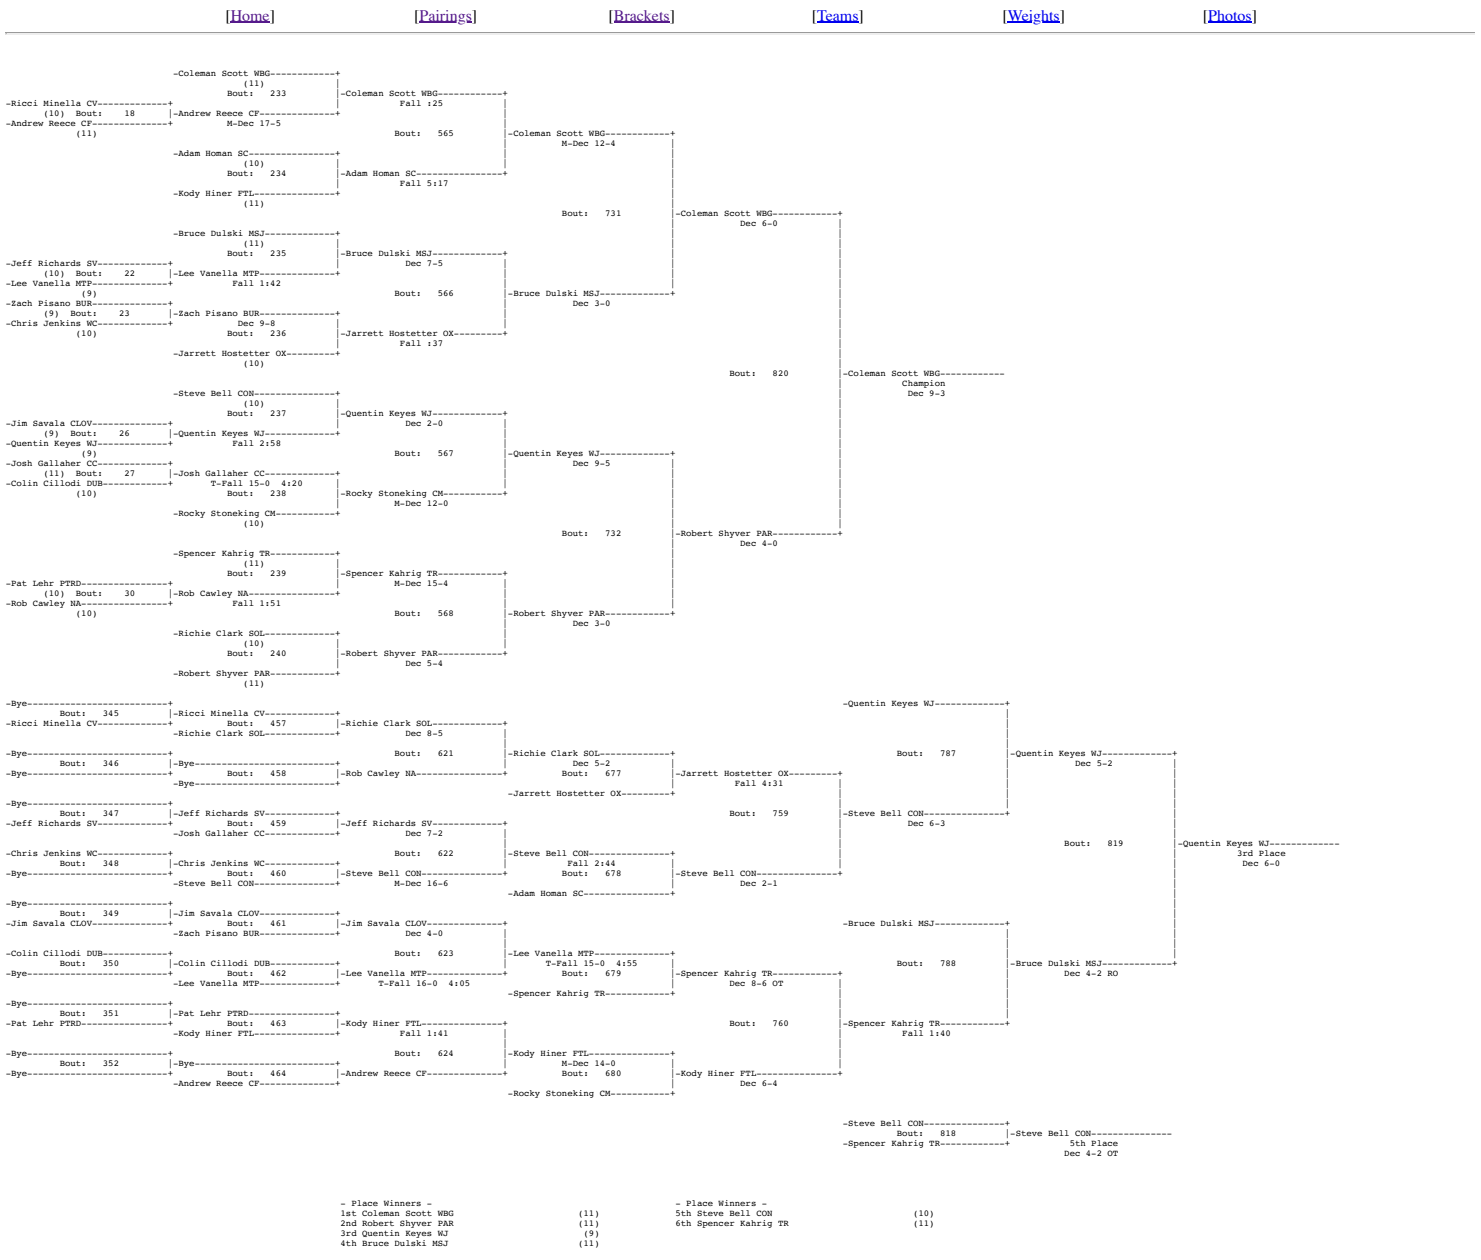 [Home] [Pairings] [Brackets] [Teams] [Weights] [Photos]
-Coleman Scott WBG------------+
(11) |
Bout: 233 |-Coleman Scott WBG------------+
-Ricci Minella CV-------------+ | Fall :25 |
(10) Bout: 18 |-Andrew Reece CF--------------+ |
-Andrew Reece CF--------------+ M-Dec 17-5 |
(11) Bout: 565 |-Coleman Scott WBG------------+
| M-Dec 12-4 |
-Adam Homan SC----------------+ | |
(10) | | |
Bout: 234 |-Adam Homan SC----------------+ |
| Fall 5:17 |
-Kody Hiner FTL---------------+ |
(11) |
Bout: 731 |-Coleman Scott WBG------------+
| Dec 6-0 |
-Bruce Dulski MSJ-------------+ | |
(11) | | |
Bout: 235 |-Bruce Dulski MSJ-------------+ | |
-Jeff Richards SV-------------+ | Dec 7-5 | | |
(10) Bout: 22 |-Lee Vanella MTP--------------+ | | |
-Lee Vanella MTP--------------+ Fall 1:42 | | |
(9) Bout: 566 |-Bruce Dulski MSJ-------------+ |
-Zach Pisano BUR--------------+ | Dec 3-0 |
(9) Bout: 23 |-Zach Pisano BUR--------------+ | |
-Chris Jenkins WC-------------+ Dec 9-8 | | |
(10) Bout: 236 |-Jarrett Hostetter OX---------+ |
| Fall :37 |
-Jarrett Hostetter OX---------+ |
(10) |
Bout: 820 |-Coleman Scott WBG------------
| Champion
-Steve Bell CON---------------+ | Dec 9-3
(10) | |
Bout: 237 |-Quentin Keyes WJ-------------+ |
-Jim Savala CLOV--------------+ | Dec 2-0 | |
(9) Bout: 26 |-Quentin Keyes WJ-------------+ | |
-Quentin Keyes WJ-------------+ Fall 2:58 | |
(9) Bout: 567 |-Quentin Keyes WJ-------------+ |
-Josh Gallaher CC-------------+ | Dec 9-5 | |
(11) Bout: 27 |-Josh Gallaher CC-------------+ | | |
-Colin Cillodi DUB------------+ T-Fall 15-0 4:20 | | | |
(10) Bout: 238 |-Rocky Stoneking CM-----------+ | |
| M-Dec 12-0 | |
-Rocky Stoneking CM-----------+ | |
(10) | |
Bout: 732 |-Robert Shyver PAR------------+
| Dec 4-0
-Spencer Kahrig TR------------+ |
(11) | |
Bout: 239 |-Spencer Kahrig TR------------+ |
-Pat Lehr PTRD----------------+ | M-Dec 15-4 | |
(10) Bout: 30 |-Rob Cawley NA----------------+ | |
-Rob Cawley NA----------------+ Fall 1:51 | |
(10) Bout: 568 |-Robert Shyver PAR------------+
| Dec 3-0
-Richie Clark SOL-------------+ |
(10) | |
Bout: 240 |-Robert Shyver PAR------------+
| Dec 5-4
-Robert Shyver PAR------------+
(11)
-Bye--------------------------+ -Quentin Keyes WJ-------------+
Bout: 345 |-Ricci Minella CV-------------+ |
-Ricci Minella CV-------------+ Bout: 457 |-Richie Clark SOL-------------+ |
-Richie Clark SOL-------------+ Dec 8-5 | |
-Bye--------------------------+ Bout: 621 |-Richie Clark SOL-------------+ Bout: 787 |-Quentin Keyes WJ-------------+
Bout: 346 |-Bye--------------------------+ | Dec 5-2 | | Dec 5-2 |
-Bye--------------------------+ Bout: 458 |-Rob Cawley NA----------------+ Bout: 677 |-Jarrett Hostetter OX---------+ | |
-Bye--------------------------+ | Fall 4:31 | | |
-Jarrett Hostetter OX---------+ | | |
-Bye--------------------------+ | | |
Bout: 347 |-Jeff Richards SV-------------+ Bout: 759 |-Steve Bell CON---------------+ |
-Jeff Richards SV-------------+ Bout: 459 |-Jeff Richards SV-------------+ | Dec 6-3 |
-Josh Gallaher CC-------------+ Dec 7-2 | | |
Bout: 819 |-Quentin Keyes WJ-------------
-Chris Jenkins WC-------------+ Bout: 622 |-Steve Bell CON---------------+ | | 3rd Place
Bout: 348 |-Chris Jenkins WC-------------+ | Fall 2:44 | | | Dec 6-0
-Bye--------------------------+ Bout: 460 |-Steve Bell CON---------------+ Bout: 678 |-Steve Bell CON---------------+ |
-Steve Bell CON---------------+ M-Dec 16-6 | Dec 2-1 |
-Adam Homan SC----------------+ |
-Bye--------------------------+ |
Bout: 349 |-Jim Savala CLOV--------------+ |
-Jim Savala CLOV--------------+ Bout: 461 |-Jim Savala CLOV--------------+ -Bruce Dulski MSJ-------------+ |
-Zach Pisano BUR--------------+ Dec 4-0 | | |
-Colin Cillodi DUB------------+ Bout: 623 |-Lee Vanella MTP--------------+ | |
Bout: 350 |-Colin Cillodi DUB------------+ | T-Fall 15-0 4:55 | Bout: 788 |-Bruce Dulski MSJ-------------+
-Bye--------------------------+ Bout: 462 |-Lee Vanella MTP--------------+ Bout: 679 |-Spencer Kahrig TR------------+ | Dec 4-2 RO
-Lee Vanella MTP--------------+ T-Fall 16-0 4:05 | Dec 8-6 OT | |
-Spencer Kahrig TR------------+ | |
-Bye--------------------------+ | |
Bout: 351 |-Pat Lehr PTRD----------------+ | |
-Pat Lehr PTRD----------------+ Bout: 463 |-Kody Hiner FTL---------------+ Bout: 760 |-Spencer Kahrig TR------------+
-Kody Hiner FTL---------------+ Fall 1:41 | | Fall 1:40
-Bye--------------------------+ Bout: 624 |-Kody Hiner FTL---------------+ |
Bout: 352 |-Bye--------------------------+ | M-Dec 14-0 | |
-Bye--------------------------+ Bout: 464 |-Andrew Reece CF--------------+ Bout: 680 |-Kody Hiner FTL---------------+
-Andrew Reece CF--------------+ | Dec 6-4
-Rocky Stoneking CM-----------+
-Steve Bell CON---------------+
Bout: 818 |-Steve Bell CON---------------
-Spencer Kahrig TR------------+ 5th Place
Dec 4-2 OT
- Place Winners - - Place Winners -
1st Coleman Scott WBG (11) 5th Steve Bell CON (10)
2nd Robert Shyver PAR (11) 6th Spencer Kahrig TR (11)
3rd Quentin Keyes WJ (9)
4th Bruce Dulski MSJ (11)